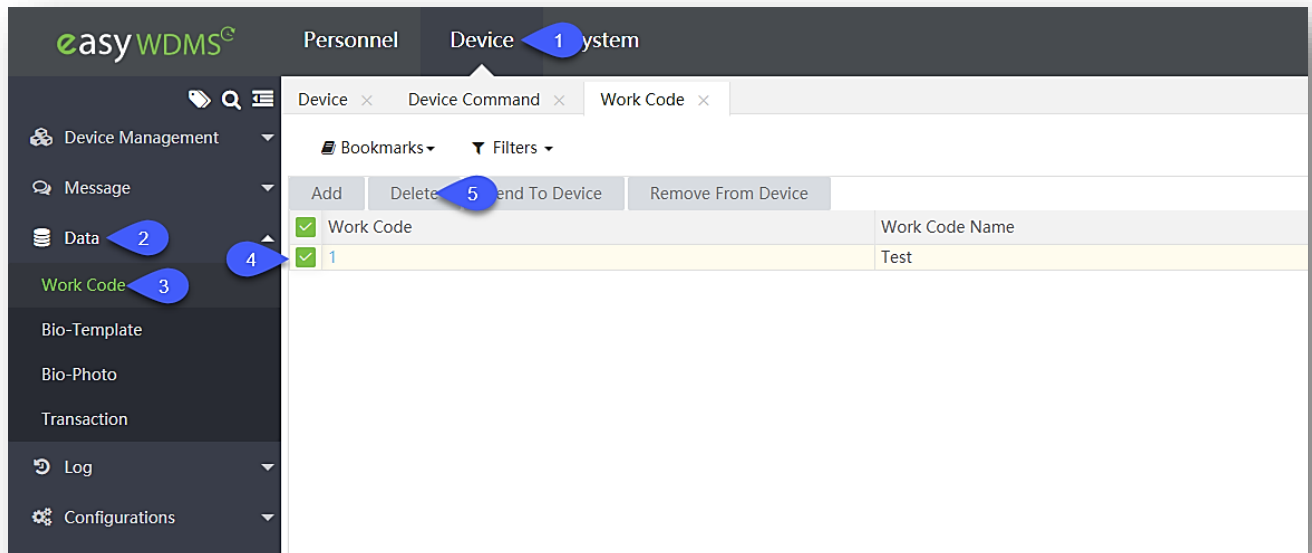 easyWDMS
Personnel Device 1 ystem
Device × Device Command × Work Code ×
Device Management
Bookmarks Filters
Message
Add Delete 5 end To Device Remove From Device
Work Code Work Code Name
Data 2
4 1 Test
Work Code 3
Bio-Template
Bio-Photo
Transaction
Log
Configurations